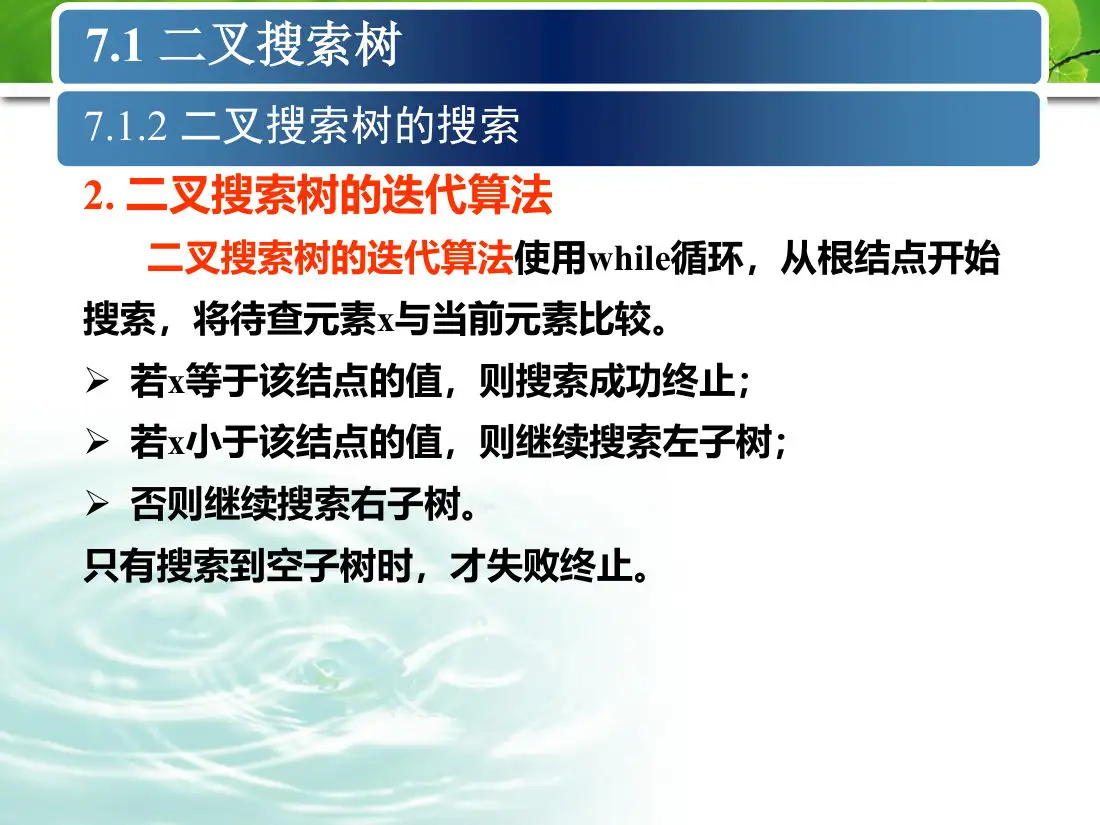 7.1 二叉搜索树
7.1.2 二叉搜索树的搜索
2. 二叉搜索树的迭代算法
二叉搜索树的迭代算法使用while循环，从根结点开始
搜索，将待查元素x与当前元素比较。
➢ 若x等于该结点的值，则搜索成功终止；
➢ 若x小于该结点的值，则继续搜索左子树；
➢ 否则继续搜索右子树。
只有搜索到空子树时，才失败终止。